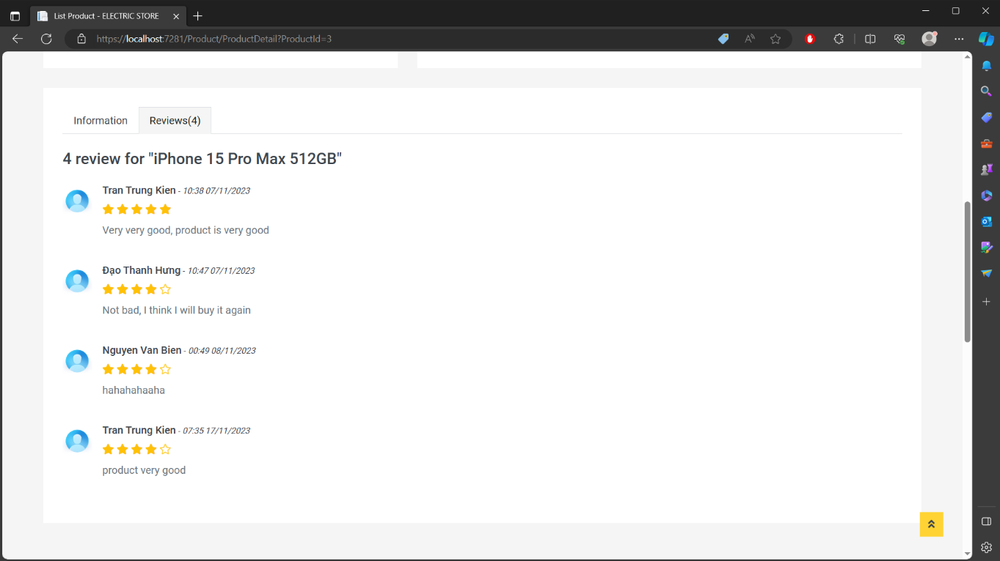 List Product - ELECTRIC STORE
https://localhost:7281/Product/ProductDetail?ProductId=3
Information
Reviews(4)
4 review for "iPhone 15 Pro Max 512GB"
Tran Trung Kien - 10:38 07/11/2023
Very very good, product is very good
Đạo Thanh Hưng - 10:47 07/11/2023
Not bad, I think I will buy it again
Nguyen Van Bien - 00:49 08/11/2023
hahahahaaha
Tran Trung Kien - 07:35 17/11/2023
product very good